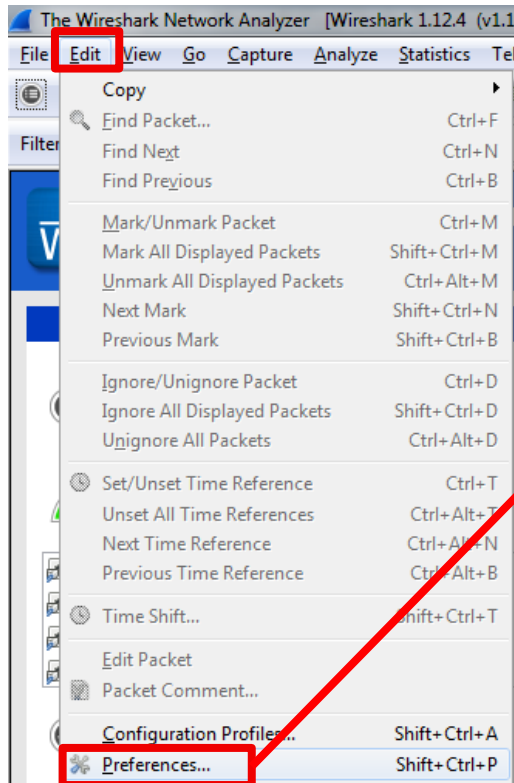 The Wireshark Network Analyzer [Wireshark 1.12.4 (v1.1
File Edit View Go Capture Analyze Statistics Tel
Filter
Copy
Find Packet... Ctrl+F
Find Next Ctrl+N
Find Previous Ctrl+B
Mark/Unmark Packet Ctrl+M
Mark All Displayed Packets Shift+Ctrl+M
Unmark All Displayed Packets Ctrl+Alt+M
Next Mark Shift+Ctrl+N
Previous Mark Shift+Ctrl+B
Ignore/Unignore Packet Ctrl+D
Ignore All Displayed Packets Shift+Ctrl+D
Unignore All Packets Ctrl+Alt+D
Set/Unset Time Reference Ctrl+T
Unset All Time References Ctrl+Alt+T
Next Time Reference Ctrl+Alt+N
Previous Time Reference Ctrl+Alt+B
Time Shift... Shift+Ctrl+T
Edit Packet
Packet Comment...
Configuration Profiles... Shift+Ctrl+A
Preferences... Shift+Ctrl+P